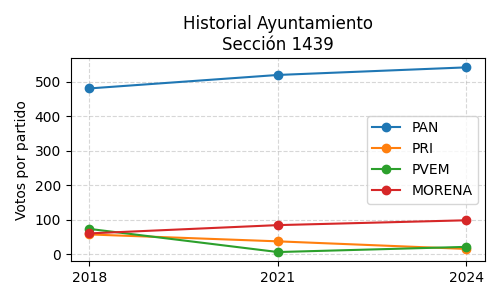 Historial Ayuntamiento
Sección 1439
Votos por partido
500
400
300
200
100
0
2018
2021
2024
PAN
PRI
PVEM
MORENA